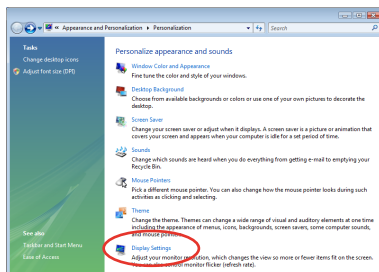 « Appearance and Personalization ▸ Personalization
Search
Tasks
Change desktop icons
Adjust font size (DPI)
See also
Taskbar and Start Menu
Ease of Access
Personalize appearance and sounds
Window Color and Appearance
Fine tune the color and style of your windows.
Desktop Background
Choose from available backgrounds or colors or use one of your own pictures to decorate the
desktop.
Screen Saver
Change your screen saver or adjust when it displays. A screen saver is a picture or animation that
covers your screen and appears when your computer is idle for a set period of time.
Sounds
Change which sounds are heard when you do everything from getting e-mail to emptying your
Recycle Bin.
Mouse Pointers
Pick a different mouse pointer. You can also change how the mouse pointer looks during such
activities as clicking and selecting.
Theme
Change the theme. Themes can change a wide range of visual and auditory elements at one time
including the appearance of menus, icons, backgrounds, screen savers, some computer sounds,
and mouse pointers.
Display Settings
Adjust your monitor resolution, which changes the view so more or fewer items fit on the screen.
You can also control monitor flicker (refresh rate).